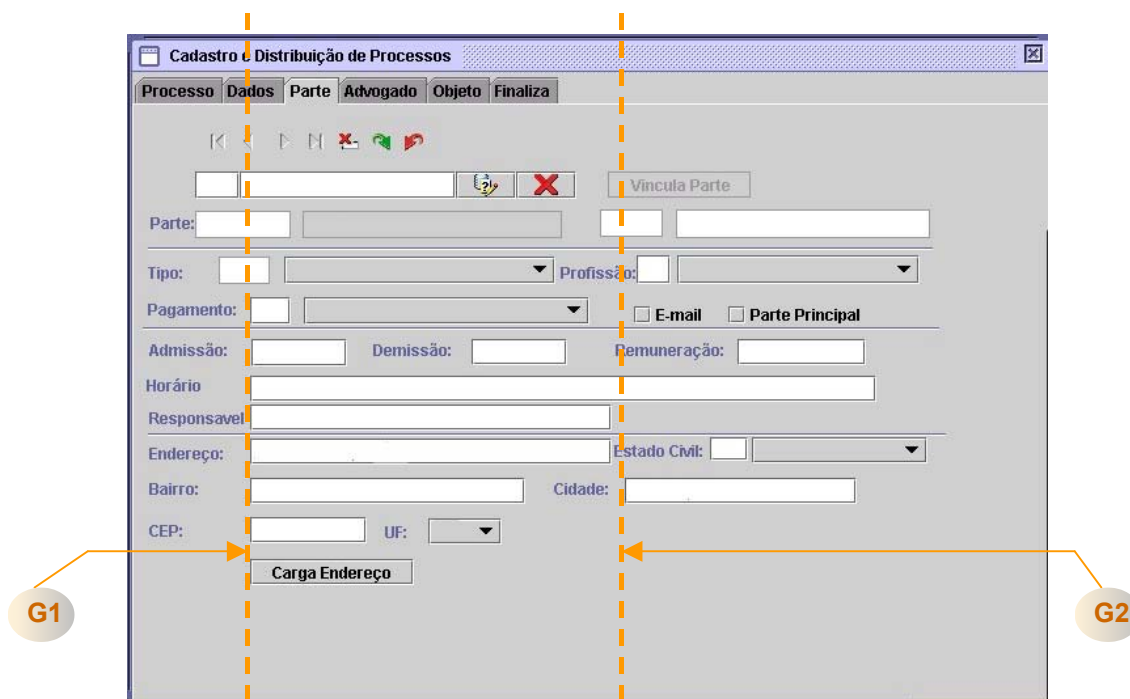 Cadastro e Distribuição de Processos
Processo Dados Parte Advogado Objeto Finaliza
Vincula Parte
Parte:
Tipo: Profissão:
Pagamento: E-mail Parte Principal
Admissão: Demissão: Remuneração:
Horário
Responsavel
Endereço: Estado Civil:
Bairro: Cidade:
CEP: UF:
Carga Endereço
G1 G2